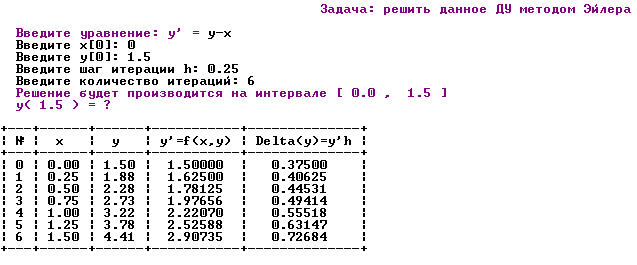 Задача: решить данное ДУ методом Эйлера
Введите уравнение: y' = y-x
Введите x[0]: 0
Введите y[0]: 1.5
Введите шаг итерации h: 0.25
Введите количество итераций: 6
Решение будет производится на интервале [ 0.0 , 1.5 ]
y( 1.5 ) = ?
№ | x | y | y'=f(x,y) | Delta(y)=y'h
0 | 0.00 | 1.50 | 1.50000 | 0.37500
1 | 0.25 | 1.88 | 1.62500 | 0.40625
2 | 0.50 | 2.28 | 1.78125 | 0.44531
3 | 0.75 | 2.73 | 1.97656 | 0.49414
4 | 1.00 | 3.22 | 2.22070 | 0.55518
5 | 1.25 | 3.78 | 2.52588 | 0.63147
6 | 1.50 | 4.41 | 2.90735 | 0.72684